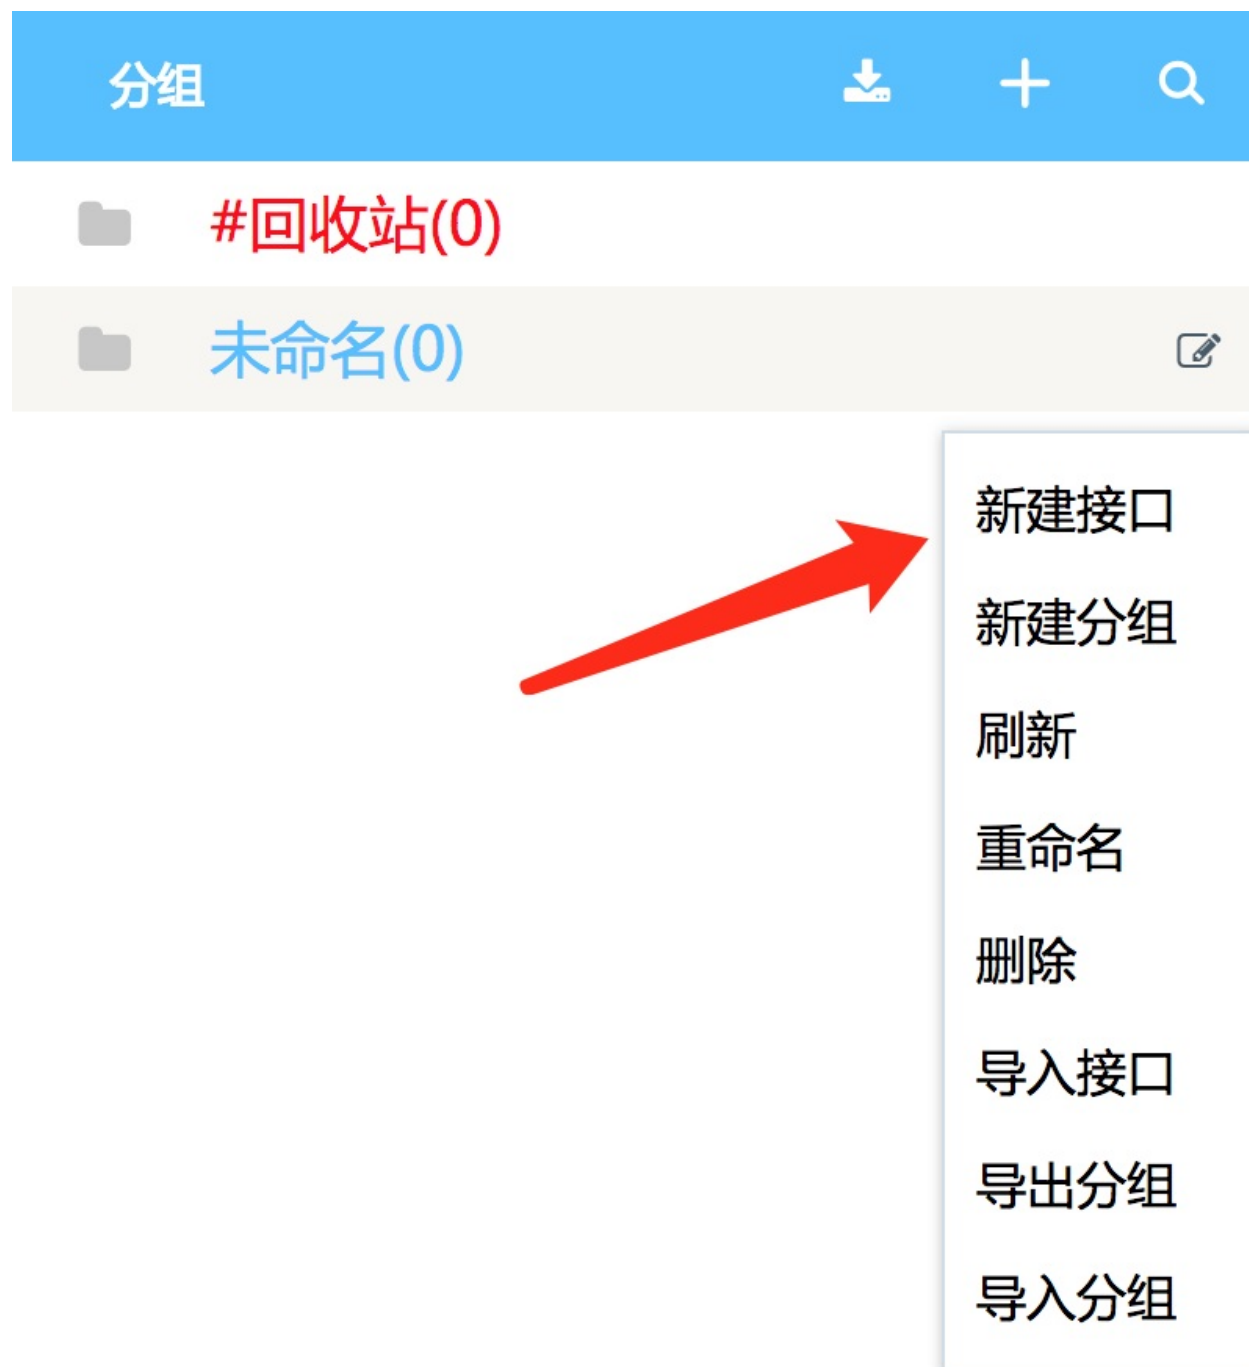 分组
#回收站(0)
未命名(0)
新建接口
新建分组
刷新
重命名
删除
导入接口
导出分组
导入分组